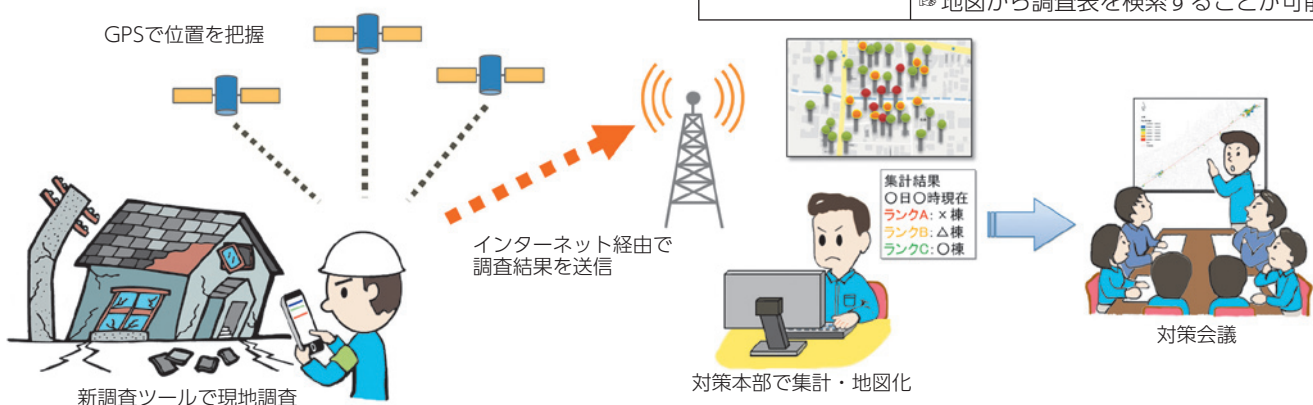 ☞地図から調査表を検索することが可能
GPSで位置を把握
インターネット経由で
調査結果を送信
集計結果
〇日〇時現在
ランクA:×棟
ランクB:△棟
ランクC:〇棟
新調査ツールで現地調査
対策本部で集計・地図化
対策会議